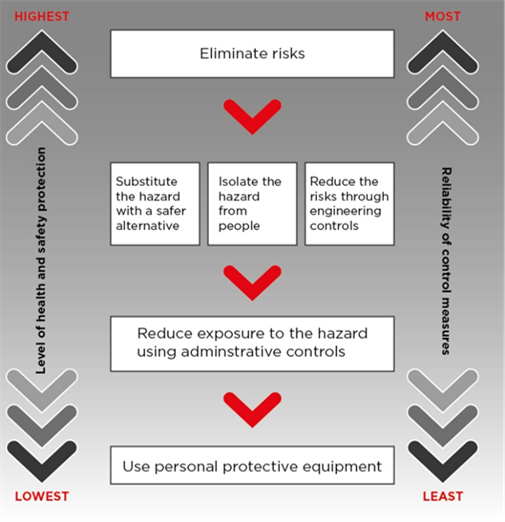 HIGHEST
MOST
Eliminate risks
Substitute
the hazard
with a safer
alternative
Isolate the
hazard
from
people
Reduce the
risks through
engineering
controls
Level of health and safety protection
Reliability of control measures
Reduce exposure to the hazard
using adminstrative controls
Use personal protective equipment
LOWEST
LEAST